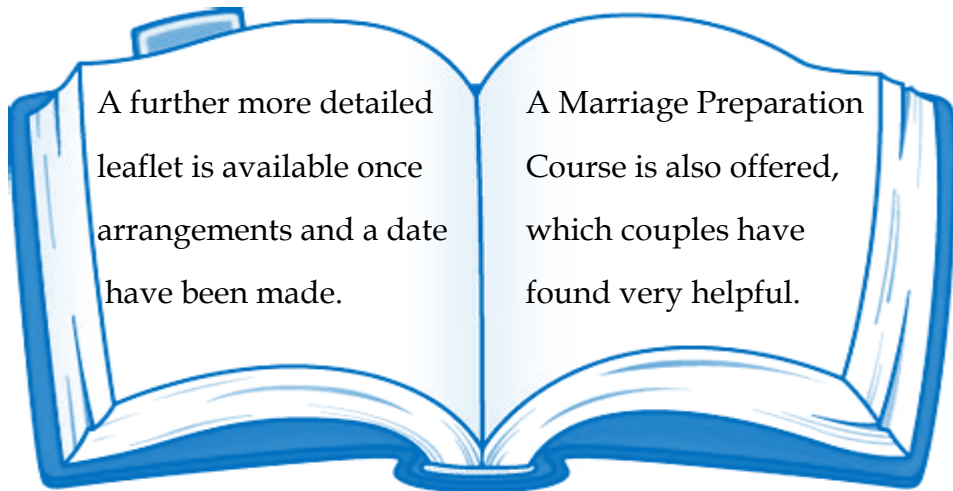 A further more detailed
leaflet is available once
arrangements and a date
have been made.
A Marriage Preparation
Course is also offered,
which couples have
found very helpful.